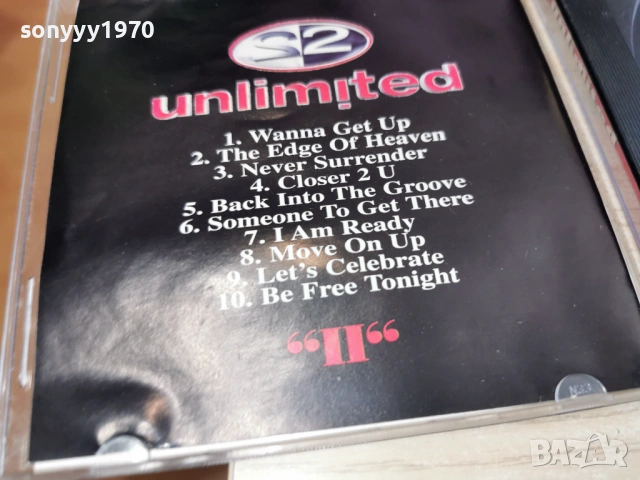 sonyyy1970
2
unlimited
1. Wanna Get Up
2. The Edge Of Heaven
3. Never Surrender
4. Closer 2 U
5. Back Into The Groove
6. Someone To Get There
7. I Am Ready
8. Move On Up
9. Let's Celebrate
10. Be Free Tonight
“II“
BAZAR